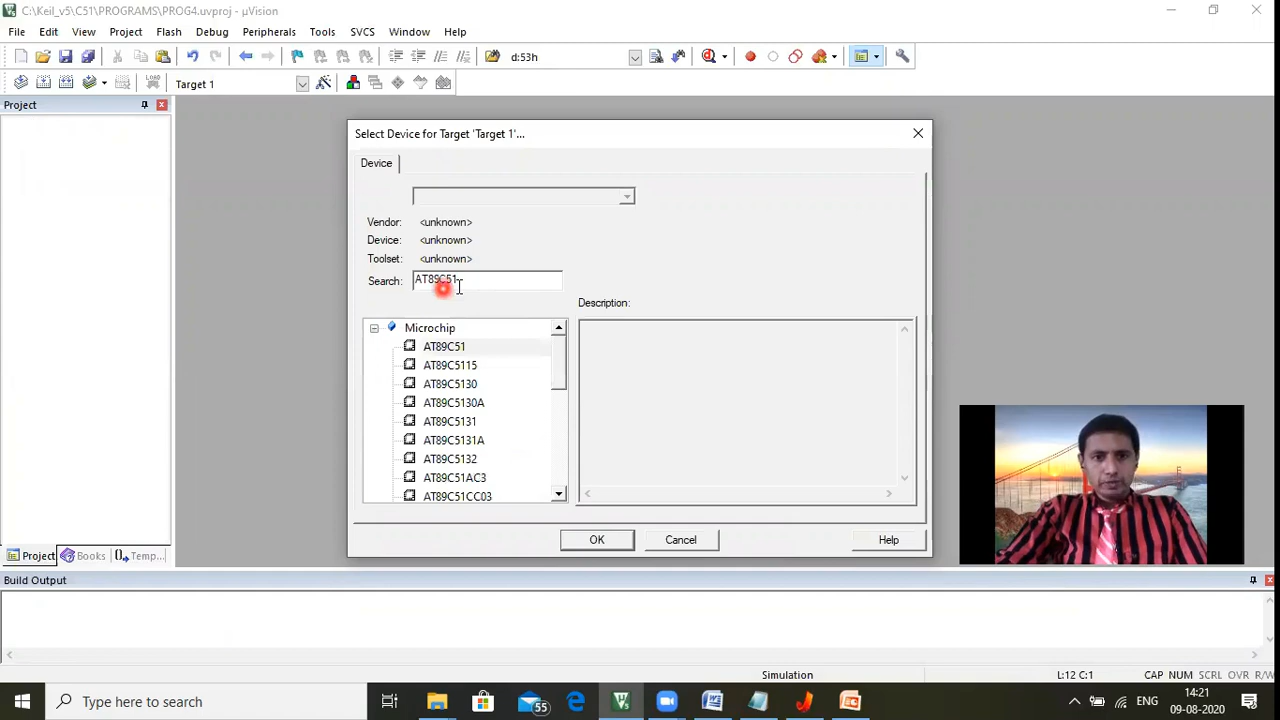 C:\Keil_v5\C51\PROGRAMS\PROG4.uvproj - µVision
File Edit View Project Flash Debug Peripherals Tools SVCS Window Help
d:53h
LOAD
Target 1
Project
Select Device for Target 'Target 1'...
Device
Vendor: <unknown>
Device: <unknown>
Toolset: <unknown>
Search: AT89C51
Description:
Microchip
AT89C51
AT89C5115
AT89C5130
AT89C5130A
AT89C5131
AT89C5131A
AT89C5132
AT89C51AC3
AT89C51CC03
OK Cancel Help
Project Books {} Temp...
Build Output
Simulation L:12 C:1 CAP NUM SCRL OVR R/W
Type here to search
55
ENG
14:21
09-08-2020